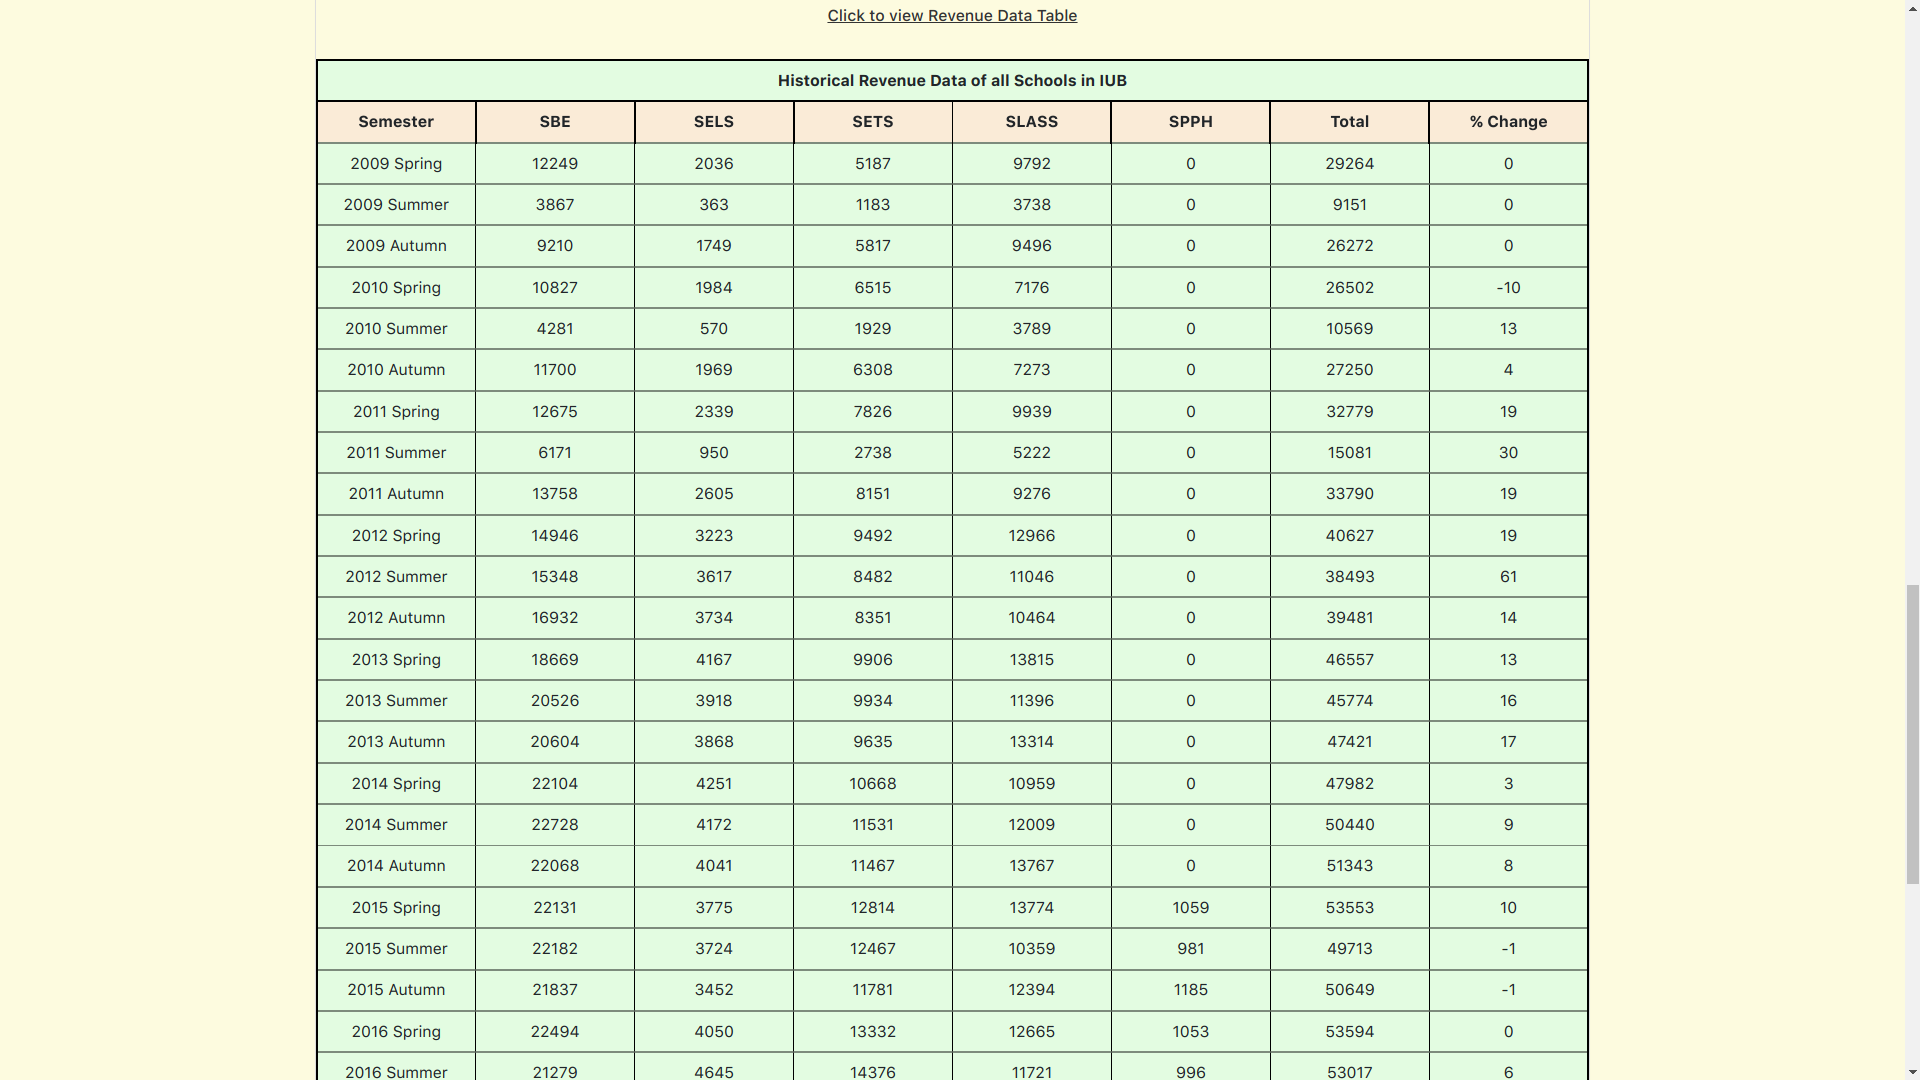 Click to view Revenue Data Table
Historical Revenue Data of all Schools in IUB
Semester SBE SELS SETS SLASS SPPH Total % Change
2009 Spring 12249 2036 5187 9792 0 29264 0
2009 Summer 3867 363 1183 3738 0 9151 0
2009 Autumn 9210 1749 5817 9496 0 26272 0
2010 Spring 10827 1984 6515 7176 0 26502 -10
2010 Summer 4281 570 1929 3789 0 10569 13
2010 Autumn 11700 1969 6308 7273 0 27250 4
2011 Spring 12675 2339 7826 9939 0 32779 19
2011 Summer 6171 950 2738 5222 0 15081 30
2011 Autumn 13758 2605 8151 9276 0 33790 19
2012 Spring 14946 3223 9492 12966 0 40627 19
2012 Summer 15348 3617 8482 11046 0 38493 61
2012 Autumn 16932 3734 8351 10464 0 39481 14
2013 Spring 18669 4167 9906 13815 0 46557 13
2013 Summer 20526 3918 9934 11396 0 45774 16
2013 Autumn 20604 3868 9635 13314 0 47421 17
2014 Spring 22104 4251 10668 10959 0 47982 3
2014 Summer 22728 4172 11531 12009 0 50440 9
2014 Autumn 22068 4041 11467 13767 0 51343 8
2015 Spring 22131 3775 12814 13774 1059 53553 10
2015 Summer 22182 3724 12467 10359 981 49713 -1
2015 Autumn 21837 3452 11781 12394 1185 50649 -1
2016 Spring 22494 4050 13332 12665 1053 53594 0
2016 Summer 21279 4645 14376 11721 996 53017 6